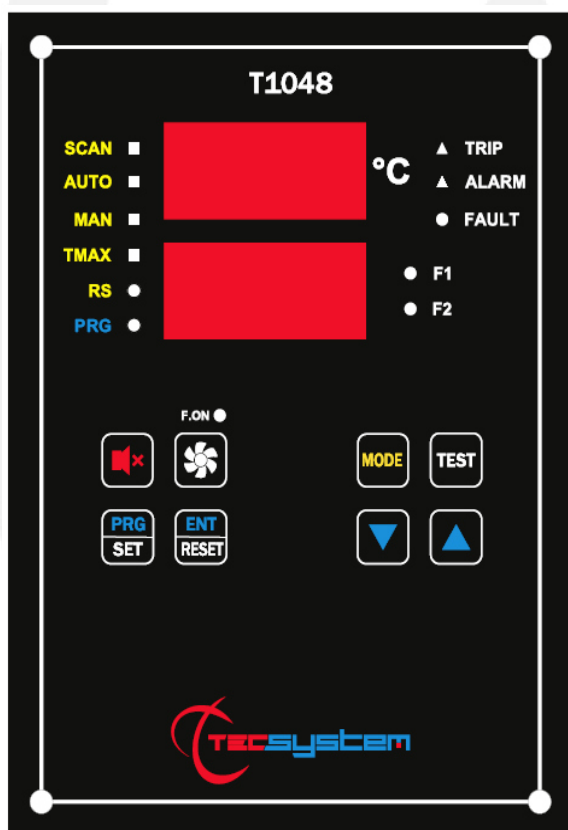 T1048
SCAN
AUTO
MAN
TMAX
RS
PRG
°C
TRIP
ALARM
FAULT
F1
F2
F.ON
MODE
TEST
PRG
SET
ENT
RESET
TECSYSTEM